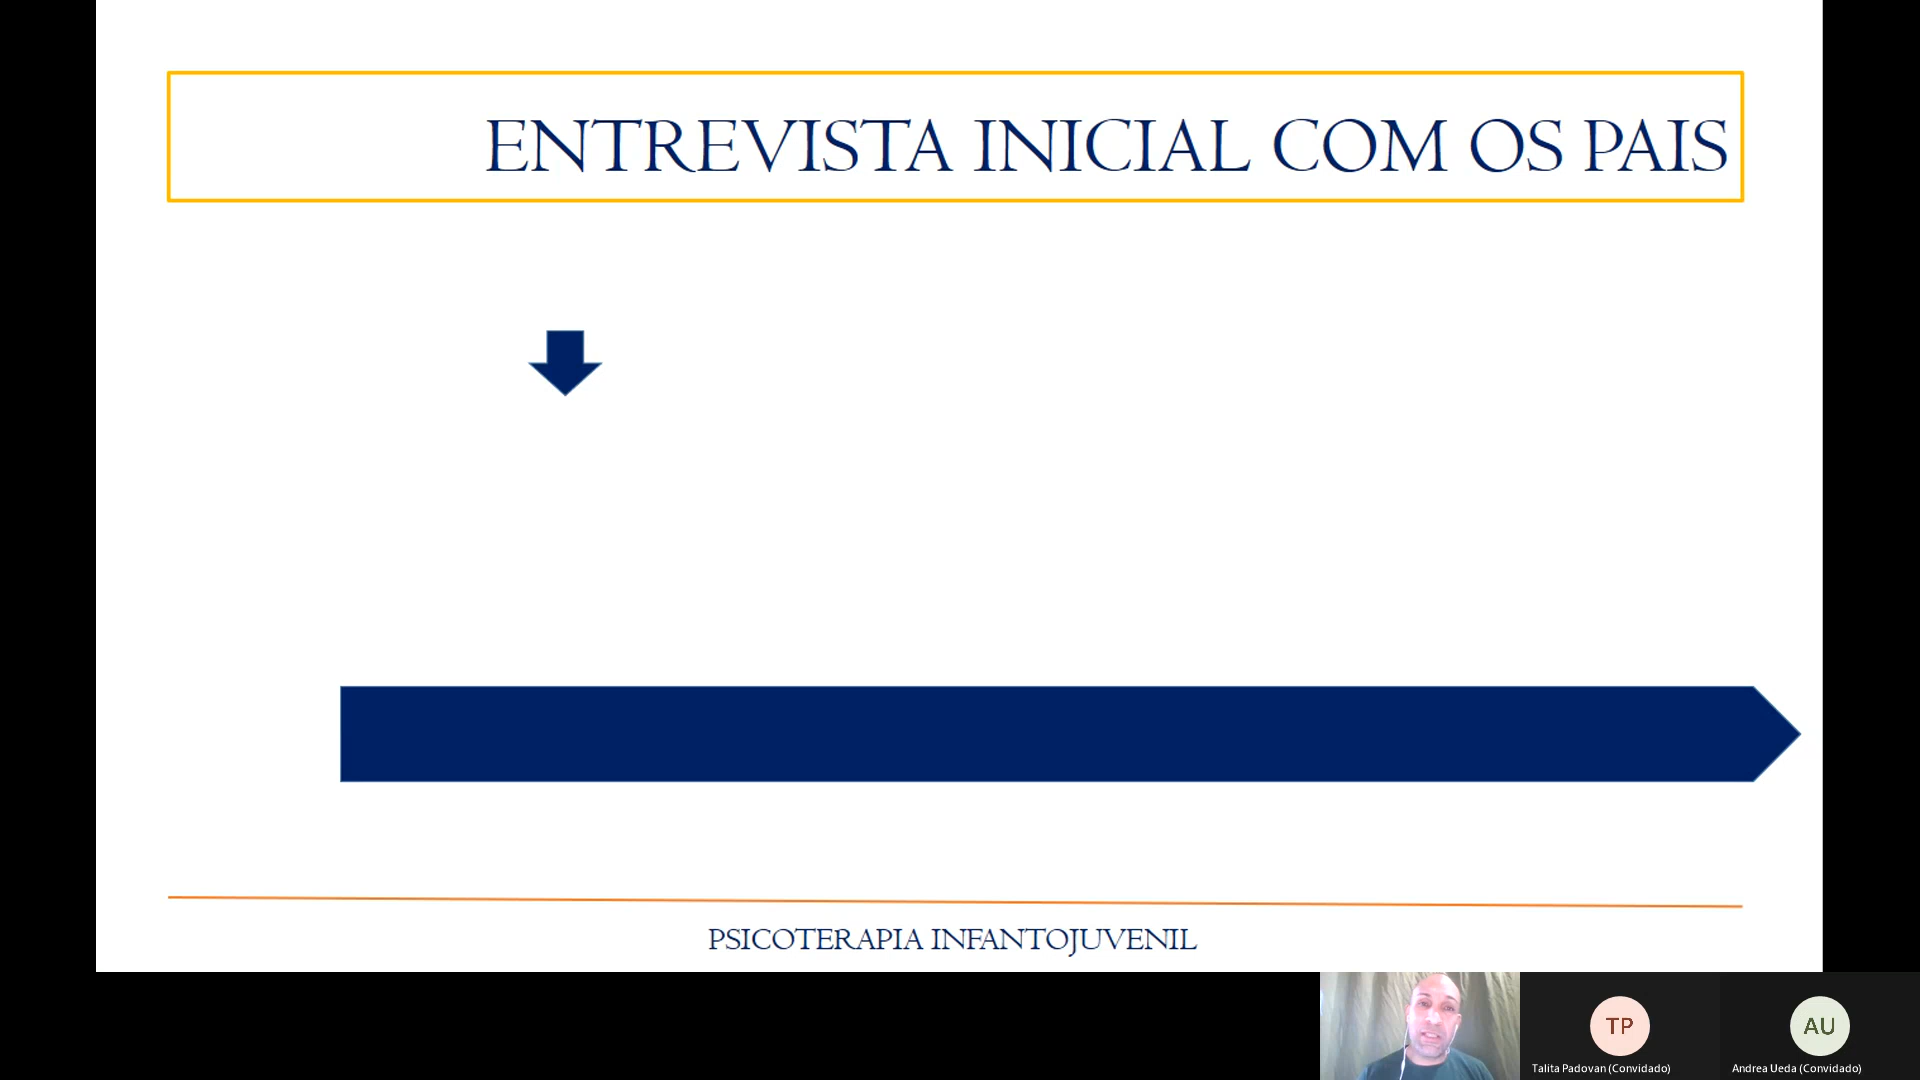 ENTREVISTA INICIAL COM OS PAIS
PSICOTERAPIA INFANTOJUVENIL
TP
AU
Talita Padovan (Convidado)
Andrea Ueda (Convidado)